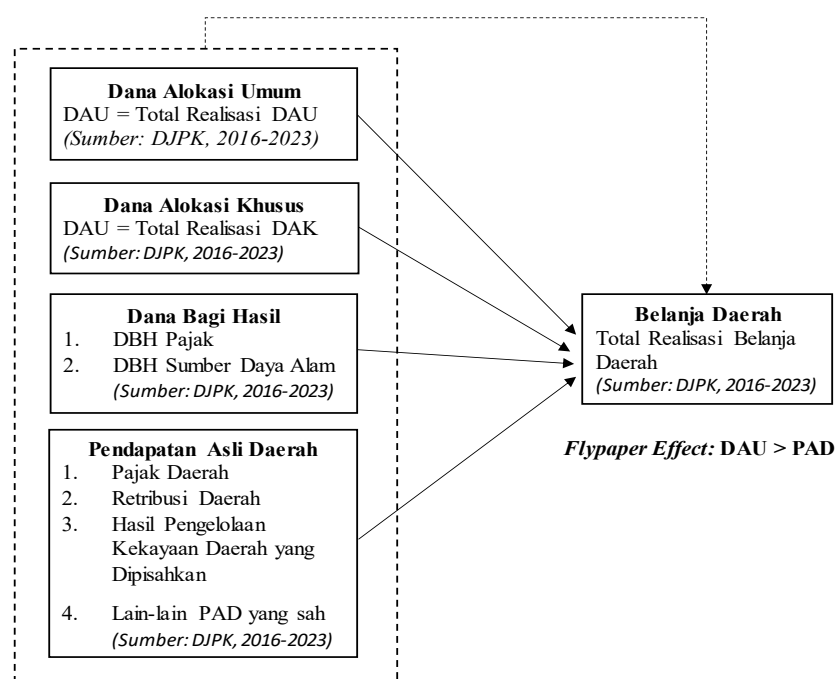 Dana Alokasi Umum
DAU = Total Realisasi DAU
(Sumber: DJPK, 2016-2023)
Dana Alokasi Khusus
DAU = Total Realisasi DAK
(Sumber: DJPK, 2016-2023)
Dana Bagi Hasil
1. DBH Pajak
2. DBH Sumber Daya Alam
(Sumber: DJPK, 2016-2023)
Pendapatan Asli Daerah
1. Pajak Daerah
2. Retribusi Daerah
3. Hasil Pengelolaan
Kekayaan Daerah yang
Dipisahkan
4. Lain-lain PAD yang sah
(Sumber: DJPK, 2016-2023)
Belanja Daerah
Total Realisasi Belanja
Daerah
(Sumber: DJPK, 2016-2023)
Flypaper Effect: DAU > PAD